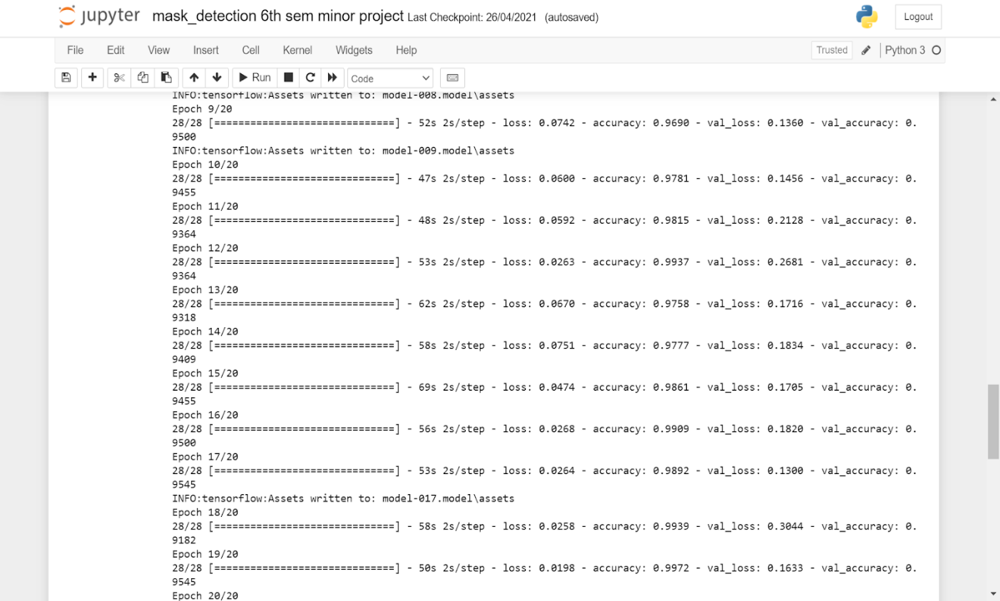 jupyter mask_detection 6th sem minor project Last Checkpoint: 26/04/2021 (autosaved) Logout
File Edit View Insert Cell Kernel Widgets Help Trusted Python 3
Run Code
INFO:tensorflow:Assets written to: model-008.model\assets
Epoch 9/20
28/28 [==============================] - 52s 2s/step - loss: 0.0742 - accuracy: 0.9690 - val_loss: 0.1360 - val_accuracy: 0.
9500
INFO:tensorflow:Assets written to: model-009.model\assets
Epoch 10/20
28/28 [==============================] - 47s 2s/step - loss: 0.0600 - accuracy: 0.9781 - val_loss: 0.1456 - val_accuracy: 0.
9455
Epoch 11/20
28/28 [==============================] - 48s 2s/step - loss: 0.0592 - accuracy: 0.9815 - val_loss: 0.2128 - val_accuracy: 0.
9364
Epoch 12/20
28/28 [==============================] - 53s 2s/step - loss: 0.0263 - accuracy: 0.9937 - val_loss: 0.2681 - val_accuracy: 0.
9364
Epoch 13/20
28/28 [==============================] - 62s 2s/step - loss: 0.0670 - accuracy: 0.9758 - val_loss: 0.1716 - val_accuracy: 0.
9318
Epoch 14/20
28/28 [==============================] - 58s 2s/step - loss: 0.0751 - accuracy: 0.9777 - val_loss: 0.1834 - val_accuracy: 0.
9409
Epoch 15/20
28/28 [==============================] - 69s 2s/step - loss: 0.0474 - accuracy: 0.9861 - val_loss: 0.1705 - val_accuracy: 0.
9455
Epoch 16/20
28/28 [==============================] - 56s 2s/step - loss: 0.0268 - accuracy: 0.9909 - val_loss: 0.1820 - val_accuracy: 0.
9500
Epoch 17/20
28/28 [==============================] - 53s 2s/step - loss: 0.0264 - accuracy: 0.9892 - val_loss: 0.1300 - val_accuracy: 0.
9545
INFO:tensorflow:Assets written to: model-017.model\assets
Epoch 18/20
28/28 [==============================] - 58s 2s/step - loss: 0.0258 - accuracy: 0.9939 - val_loss: 0.3044 - val_accuracy: 0.
9182
Epoch 19/20
28/28 [==============================] - 50s 2s/step - loss: 0.0198 - accuracy: 0.9972 - val_loss: 0.1633 - val_accuracy: 0.
9545
Epoch 20/20